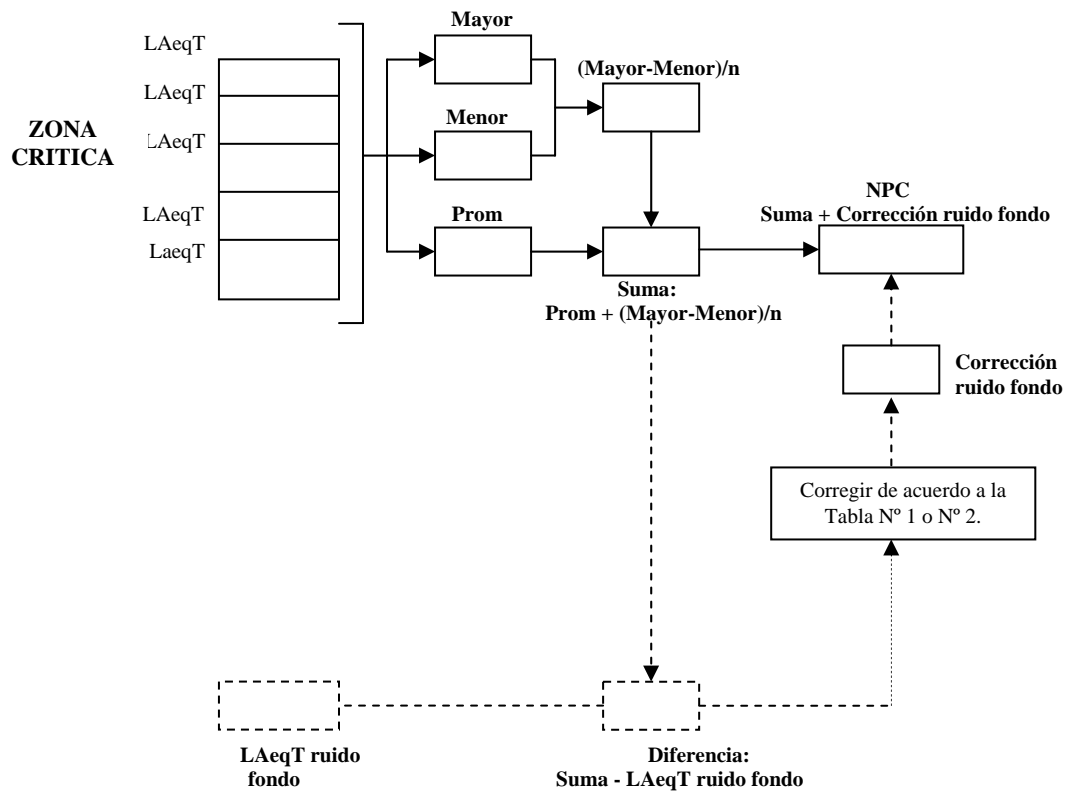 Mayor
LAeqT
(Mayor-Menor)/n
LAeqT
ZONA
CRITICA
LAeqT
Menor
NPC
Suma + Corrección ruido fondo
LAeqT
Prom
LaeqT
Suma:
Prom + (Mayor-Menor)/n
Corrección
ruido fondo
Corregir de acuerdo a la
Tabla Nº 1 o Nº 2.
LAeqT ruido
fondo
Diferencia:
Suma - LAeqT ruido fondo